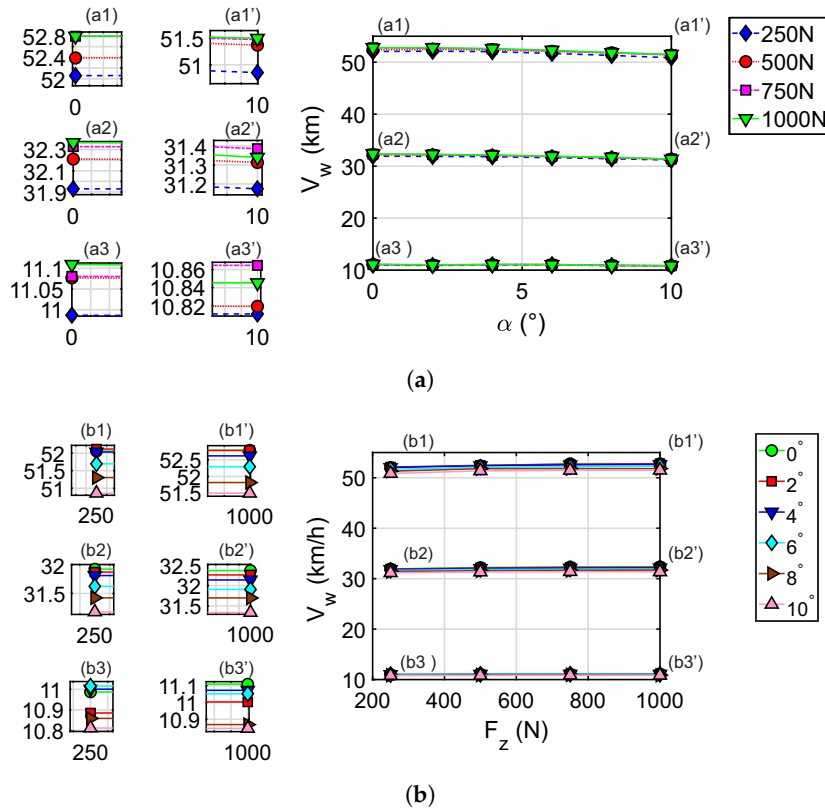 (a1)
52.8
52.4
52
0
(a1')
51.5
51
10
(a2)
32.3
32.1
31.9
0
(a2')
31.4
31.3
31.2
10
(a3 )
11.1
11.05
11
0
(a3')
10.86
10.84
10.82
10
(a1) (a1')
(a2) (a2')
(a3 ) (a3')
50
40
30
20
10
V_w (km)
0 5 10
α (°)
250N
500N
750N
1000N
(a)
(b1)
52
51.5
51
250
(b1')
52.5
52
51.5
1000
(b2)
32
31.5
250
(b2')
32.5
32
31.5
1000
(b3)
11
10.9
10.8
250
(b3')
11.1
11
10.9
1000
(b1) (b1')
(b2) (b2')
(b3 ) (b3')
50
40
30
20
10
V_w (km/h)
200 400 600 800 1000
F_z (N)
0°
2°
4°
6°
8°
10°
(b)